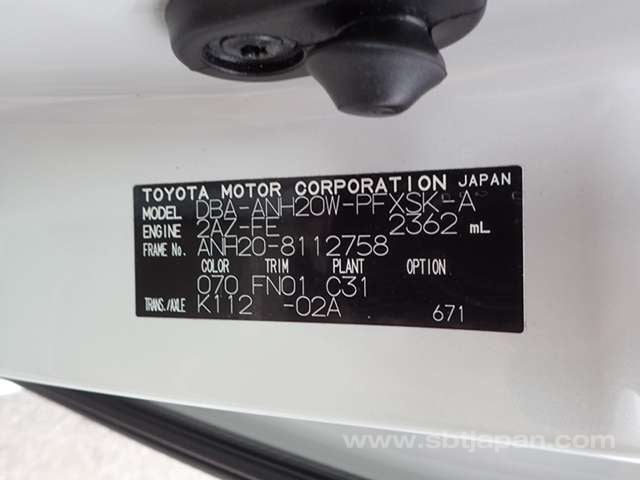 TOYOTA MOTOR CORPORATION JAPAN
MODEL DBA-ANH20W-PFXSK-A
ENGINE 2AZ-FE 2362 mL
FRAME No. ANH20-8112758
COLOR TRIM PLANT OPTION
070 FN01 C31
TRANS./AXLE K112 -02A 671
www.sbtjapan.com